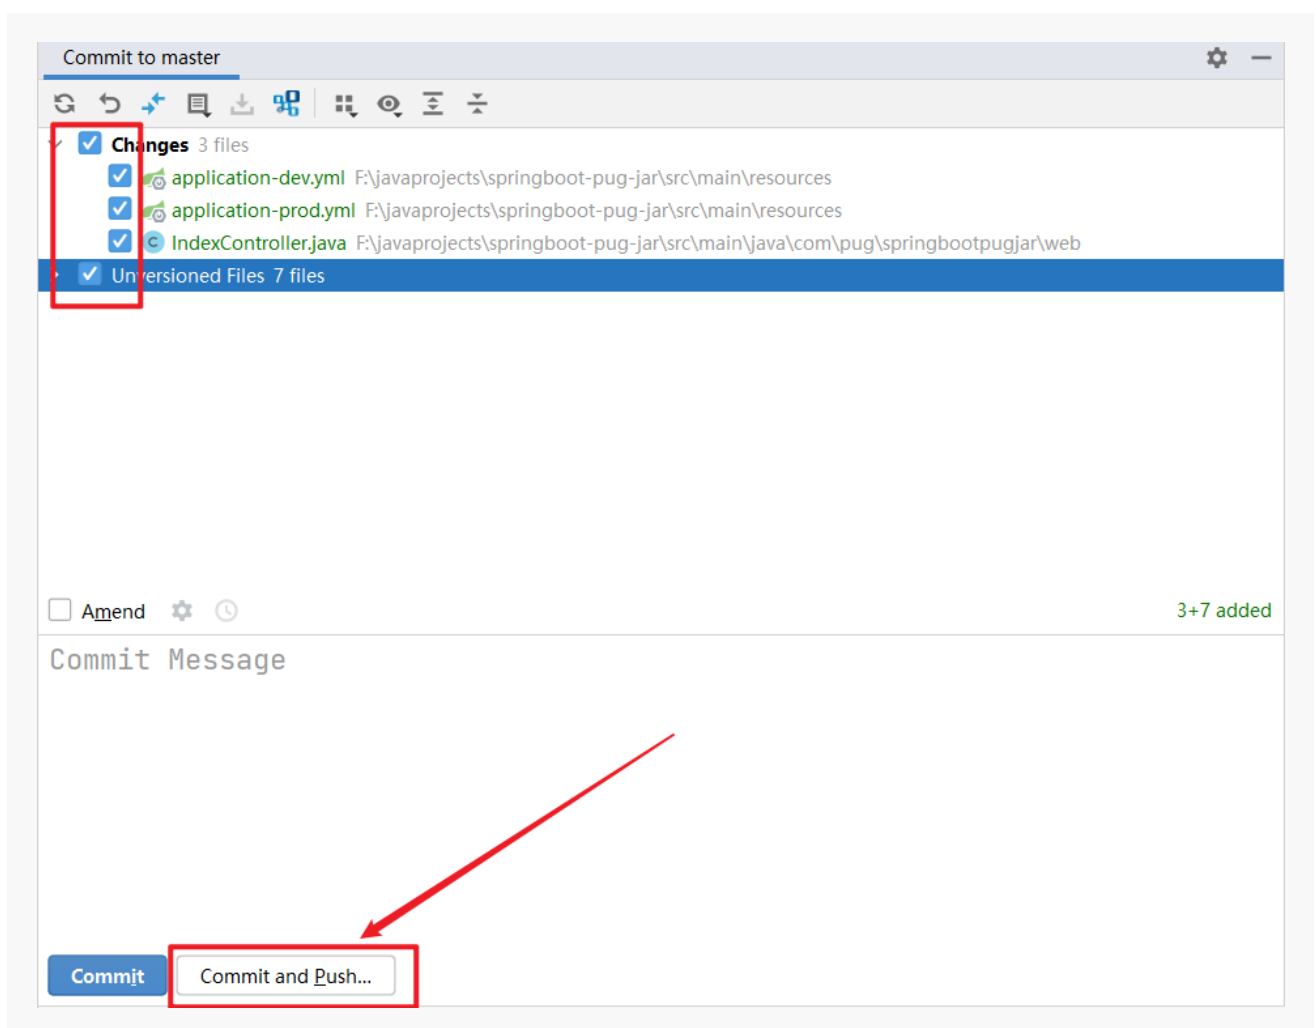 Commit to master
Changes 3 files
application-dev.yml F:\javaprojects\springboot-pug-jar\src\main\resources
application-prod.yml F:\javaprojects\springboot-pug-jar\src\main\resources
C IndexController.java F:\javaprojects\springboot-pug-jar\src\main\java\com\pug\springbootpugjar\web
Unversioned Files 7 files
Amend 3+7 added
Commit Message
Commit Commit and Push...